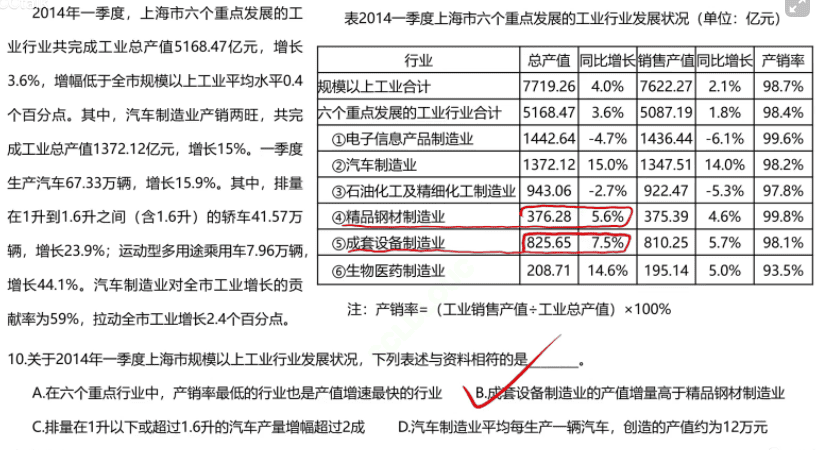 2014年一季度，上海市六个重点发展的工
业行业共完成工业总产值5168.47亿元，增长
3.6%，增幅低于全市规模以上工业平均水平0.4
个百分点。其中，汽车制造业产销两旺，共完
成工业总产值1372.12亿元，增长15%。一季度
生产汽车67.33万辆，增长15.9%。其中，排量
在1升到1.6升之间（含1.6升）的轿车41.57万
辆，增长23.9%；运动型多用途乘用车7.96万辆，
增长44.1%。汽车制造业对全市工业增长的贡
献率为59%，拉动全市工业增长2.4个百分点。
表2014一季度上海市六个重点发展的工业行业发展状况（单位：亿元）
行业 总产值 同比增长 销售产值 同比增长 产销率
规模以上工业合计 7719.26 4.0% 7622.27 2.1% 98.7%
六个重点发展的工业行业合计 5168.47 3.6% 5087.19 1.8% 98.4%
①电子信息产品制造业 1442.64 -4.7% 1436.44 -6.1% 99.6%
②汽车制造业 1372.12 15.0% 1347.51 14.0% 98.2%
③石油化工及精细化工制造业 943.06 -2.7% 922.47 -5.3% 97.8%
④精品钢材制造业 376.28 5.6% 375.39 4.6% 99.8%
⑤成套设备制造业 825.65 7.5% 810.25 5.7% 98.1%
⑥生物医药制造业 208.71 14.6% 195.14 5.0% 93.5%
注：产销率=（工业销售产值÷工业总产值）×100%
10.关于2014年一季度上海市规模以上工业行业发展状况，下列表述与资料相符的是______。
A.在六个重点行业中，产销率最低的行业也是产值增速最快的行业 B.成套设备制造业的产值增量高于精品钢材制造业
C.排量在1升以下或超过1.6升的汽车产量增幅超过2成 D.汽车制造业平均每生产一辆汽车，创造的产值约为12万元